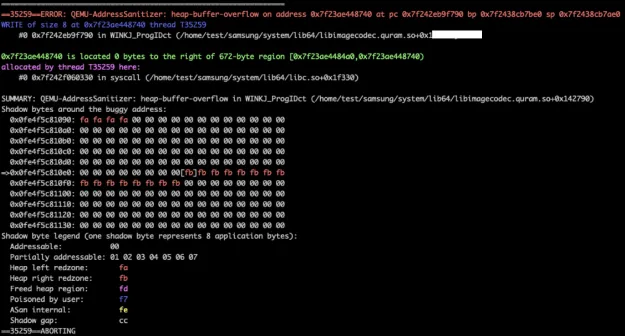 =================================================================
==35259==ERROR: QEMU-AddressSanitizer: heap-buffer-overflow on address 0x7f23ae448740 at pc 0x7f242eb9f790 bp 0x7f2438cb7be0 sp 0x7f2438cb7ae0
WRITE of size 8 at 0x7f23ae448740 thread T35259
#0 0x7f242eb9f790 in WINKJ_ProgIDct (/home/test/samsung/system/lib64/libimagecodec.quram.so+0x1
0x7f23ae448740 is located 0 bytes to the right of 672-byte region [0x7f23ae4484a0,0x7f23ae448740)
allocated by thread T35259 here:
#0 0x7f242f060330 in syscall (/home/test/samsung/system/lib64/libc.so+0x1f330)
SUMMARY: QEMU-AddressSanitizer: heap-buffer-overflow in WINKJ_ProgIDct (/home/test/samsung/system/lib64/libimagecodec.quram.so+0x142790)
Shadow bytes around the buggy address:
0x0fe4f5c81090: fa fa fa fa 00 00 00 00 00 00 00 00 00 00 00 00
0x0fe4f5c810a0: 00 00 00 00 00 00 00 00 00 00 00 00 00 00 00 00
0x0fe4f5c810b0: 00 00 00 00 00 00 00 00 00 00 00 00 00 00 00 00
0x0fe4f5c810c0: 00 00 00 00 00 00 00 00 00 00 00 00 00 00 00 00
0x0fe4f5c810d0: 00 00 00 00 00 00 00 00 00 00 00 00 00 00 00 00
=>0x0fe4f5c810e0: 00 00 00 00 00 00 00 00[fb]fb fb fb fb fb fb fb
0x0fe4f5c810f0: fb fb fb fb fb fb fb fb 00 00 00 00 00 00 00 00
0x0fe4f5c81100: 00 00 00 00 00 00 00 00 00 00 00 00 00 00 00 00
0x0fe4f5c81110: 00 00 00 00 00 00 00 00 00 00 00 00 00 00 00 00
0x0fe4f5c81120: 00 00 00 00 00 00 00 00 00 00 00 00 00 00 00 00
0x0fe4f5c81130: 00 00 00 00 00 00 00 00 00 00 00 00 00 00 00 00
Shadow byte legend (one shadow byte represents 8 application bytes):
Addressable: 00
Partially addressable: 01 02 03 04 05 06 07
Heap left redzone: fa
Heap right redzone: fb
Freed heap region: fd
Poisoned by user: f7
ASan internal: fe
Shadow gap: cc
==35259==ABORTING